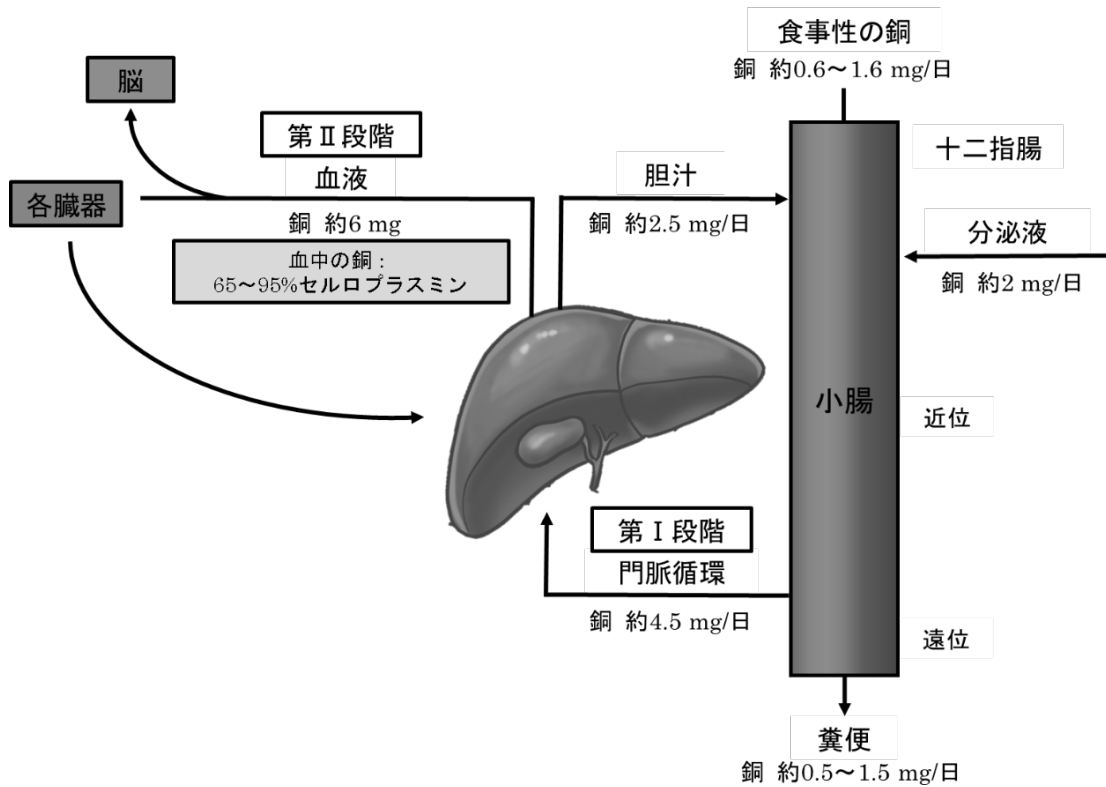 食事性の銅
銅 約0.6～1.6 mg/日
脳
第Ⅱ段階
血液
銅 約6 mg
血中の銅：
65～95%セルロプラスミン
各臓器
胆汁
銅 約2.5 mg/日
十二指腸
分泌液
銅 約2 mg/日
小腸
近位
第Ⅰ段階
門脈循環
銅 約4.5 mg/日
遠位
糞便
銅 約0.5～1.5 mg/日